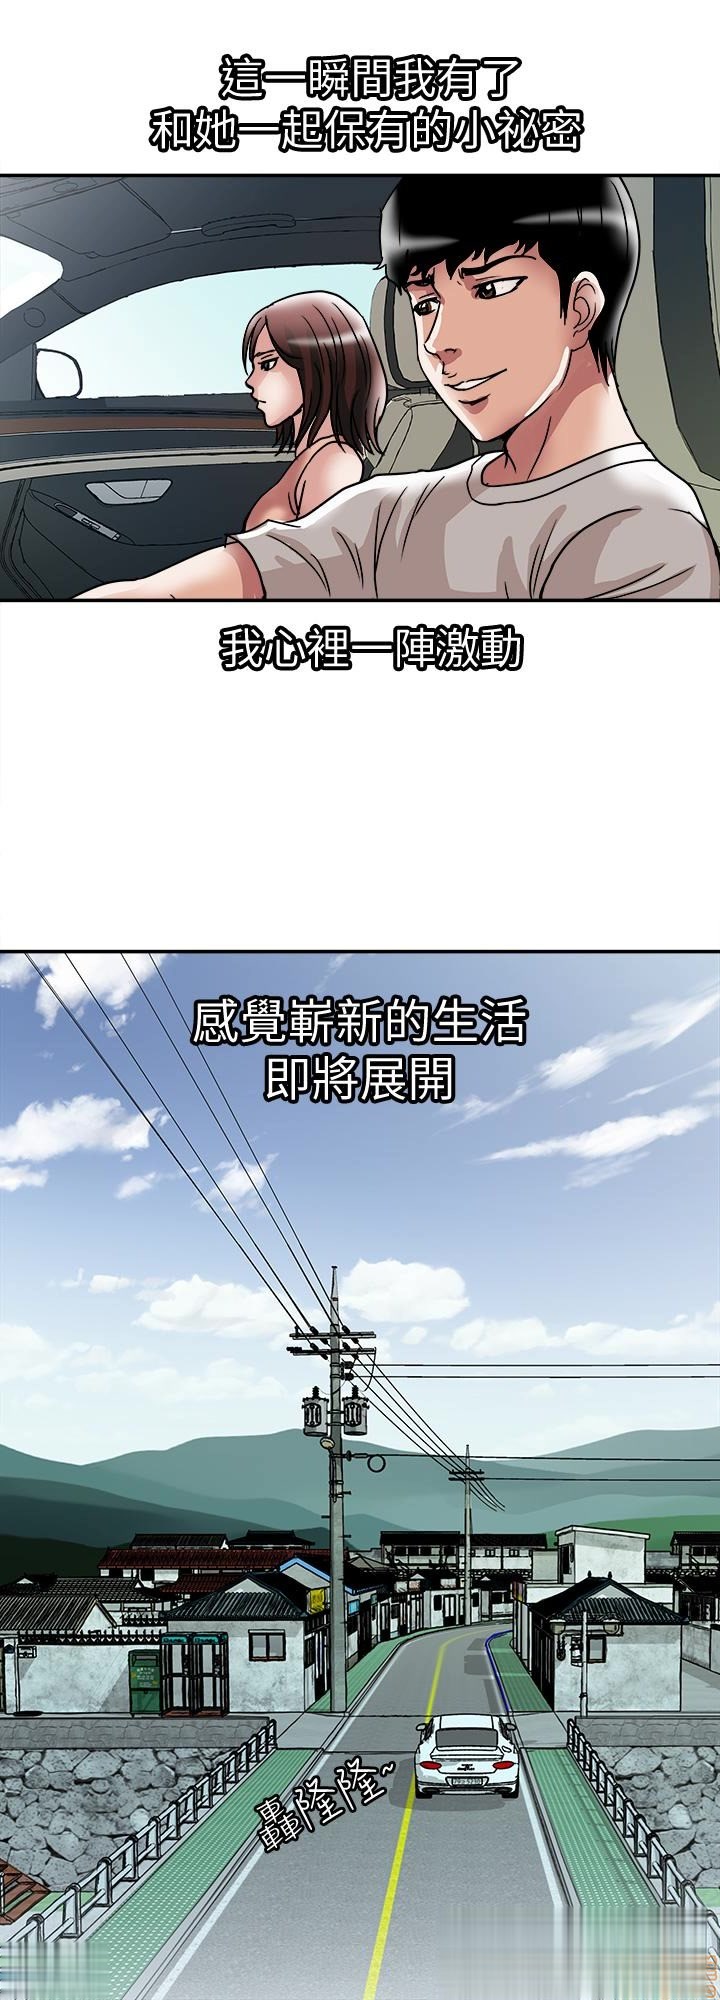 這一瞬間我有了
和她一起保有的小祕密
我心裡一陣激動
感覺嶄新的生活
即將展開
轟隆隆~